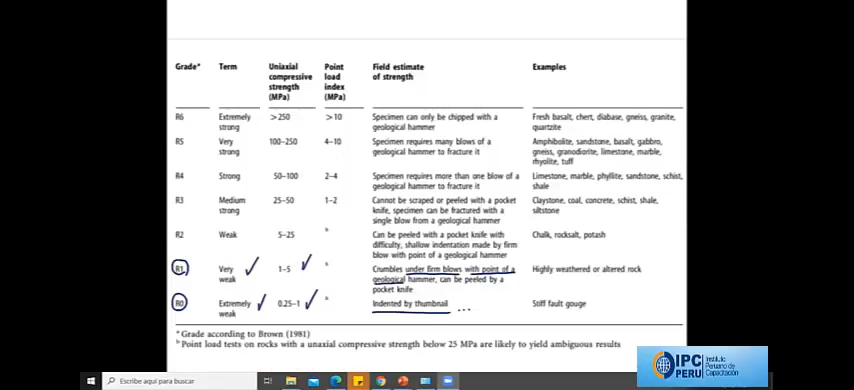 Grade* Term Uniaxial compressive strength (MPa) Point load index (MPa) Field estimate of strength Examples
R6 Extremely strong >250 >10 Specimen can only be chipped with a geological hammer Fresh basalt, chert, diabase, gneiss, granite, quartzite
R5 Very strong 100–250 4–10 Specimen requires many blows of a geological hammer to fracture it Amphibolite, sandstone, basalt, gabbro, gneiss, granodiorite, limestone, marble, rhyolite, tuff
R4 Strong 50–100 2–4 Specimen requires more than one blow of a geological hammer to fracture it Limestone, marble, phyllite, sandstone, schist, shale
R3 Medium strong 25–50 1–2 Cannot be scraped or peeled with a pocket knife, specimen can be fractured with a single blow from a geological hammer Claystone, coal, concrete, schist, shale, siltstone
R2 Weak 5–25 b Can be peeled with a pocket knife with difficulty, shallow indentation made by firm blow with point of a geological hammer Chalk, rocksalt, potash
R1 Very weak 1–5 b Crumbles under firm blows with point of a geological hammer, can be peeled by a pocket knife Highly weathered or altered rock
R0 Extremely weak 0.25–1 b Indented by thumbnail ... Stiff fault gouge
a Grade according to Brown (1981)
b Point load tests on rocks with a unaxial compressive strength below 25 MPa are likely to yield ambiguous results
IPC PERU Instituto Peruano de Capacitación
Escribe aquí para buscar